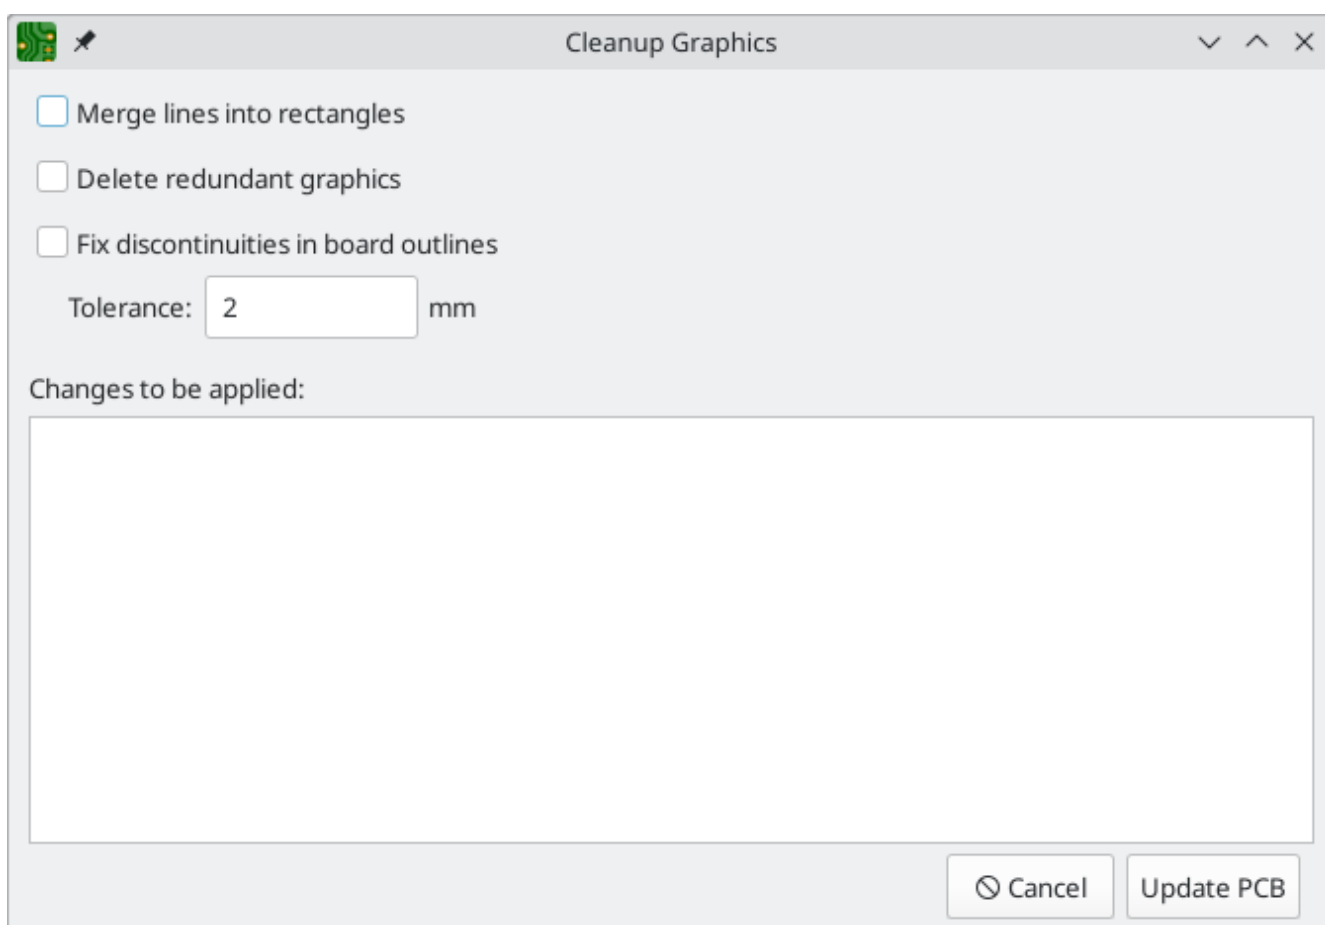 Cleanup Graphics
Merge lines into rectangles
Delete redundant graphics
Fix discontinuities in board outlines
Tolerance: 2 mm
Changes to be applied:
Cancel Update PCB